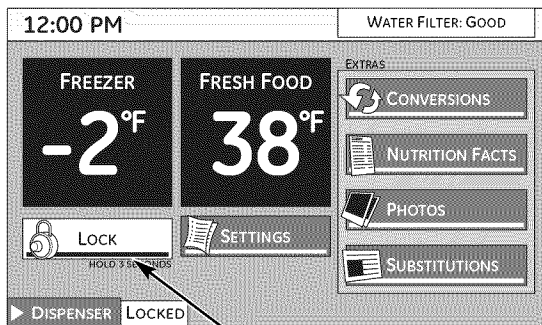 12:00 PM
WATER FILTER: GOOD
FREEZER
-2°F
FRESH FOOD
38°F
EXTRAS
CONVERSIONS
NUTRITION FACTS
PHOTOS
SUBSTITUTIONS
LOCK
HOLD 3 SECONDS
SETTINGS
DISPENSER LOCKED